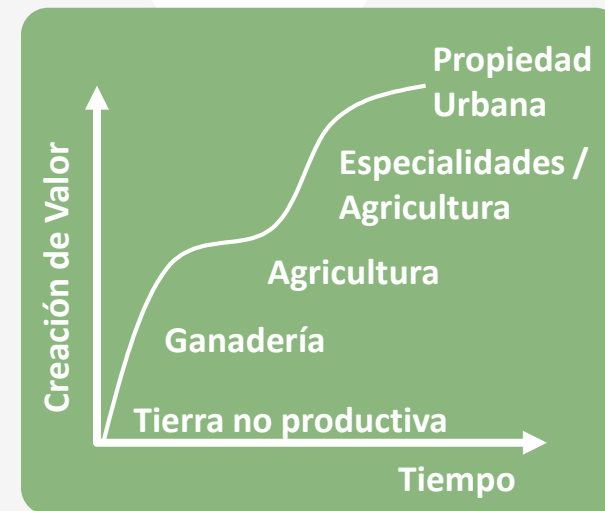 Propiedad
Urbana
Especialidades /
Agricultura
Agricultura
Ganadería
Tierra no productiva
Tiempo
Creación de Valor